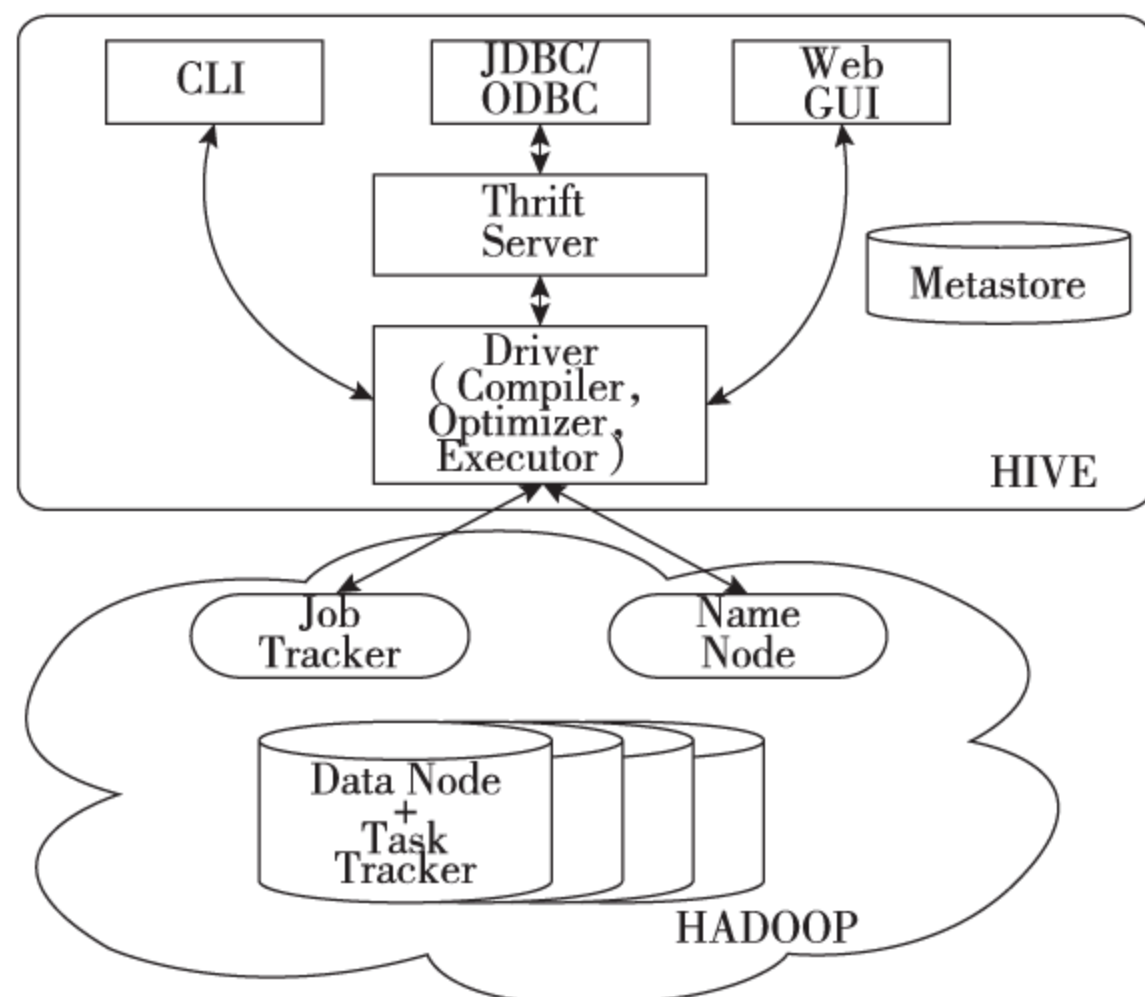 CLI
JDBC/
ODBC
Web
GUI
Thrift
Server
Metastore
Driver
( Compiler,
Optimizer,
Executor )
HIVE
Job
Tracker
Name
Node
Data Node
+
Task
Tracker
HADOOP